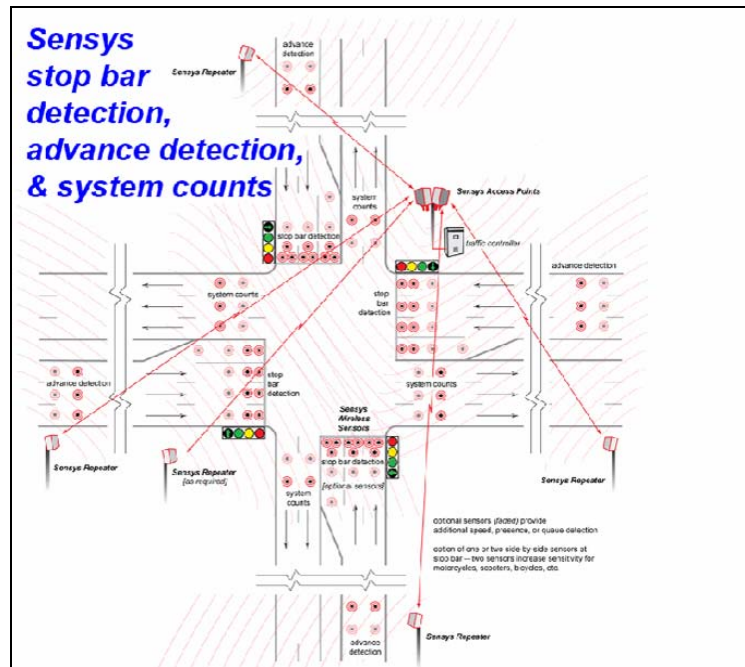 Sensys
stop bar
detection,
advance detection,
& system counts
advance
detection
Sensys Repeater
Sensys Access Points
system
counts
stop bar detection
traffic controller
advance detection
system counts
stop
bar
detection
advance detection
stop
bar
detection
system counts
Sensys
Wireless
Sensors
stop bar detection
[optional sensors]
Sensys Repeater
Sensys Repeater
[as required]
system
counts
Sensys Repeater
optional sensors (faded) provide
additional speed, presence, or queue detection
option of one or two side-by-side sensors at
stop bar – two sensors increase sensitivity for
motorcycles, scooters, bicycles, etc.
Sensys Repeater
advance
detection